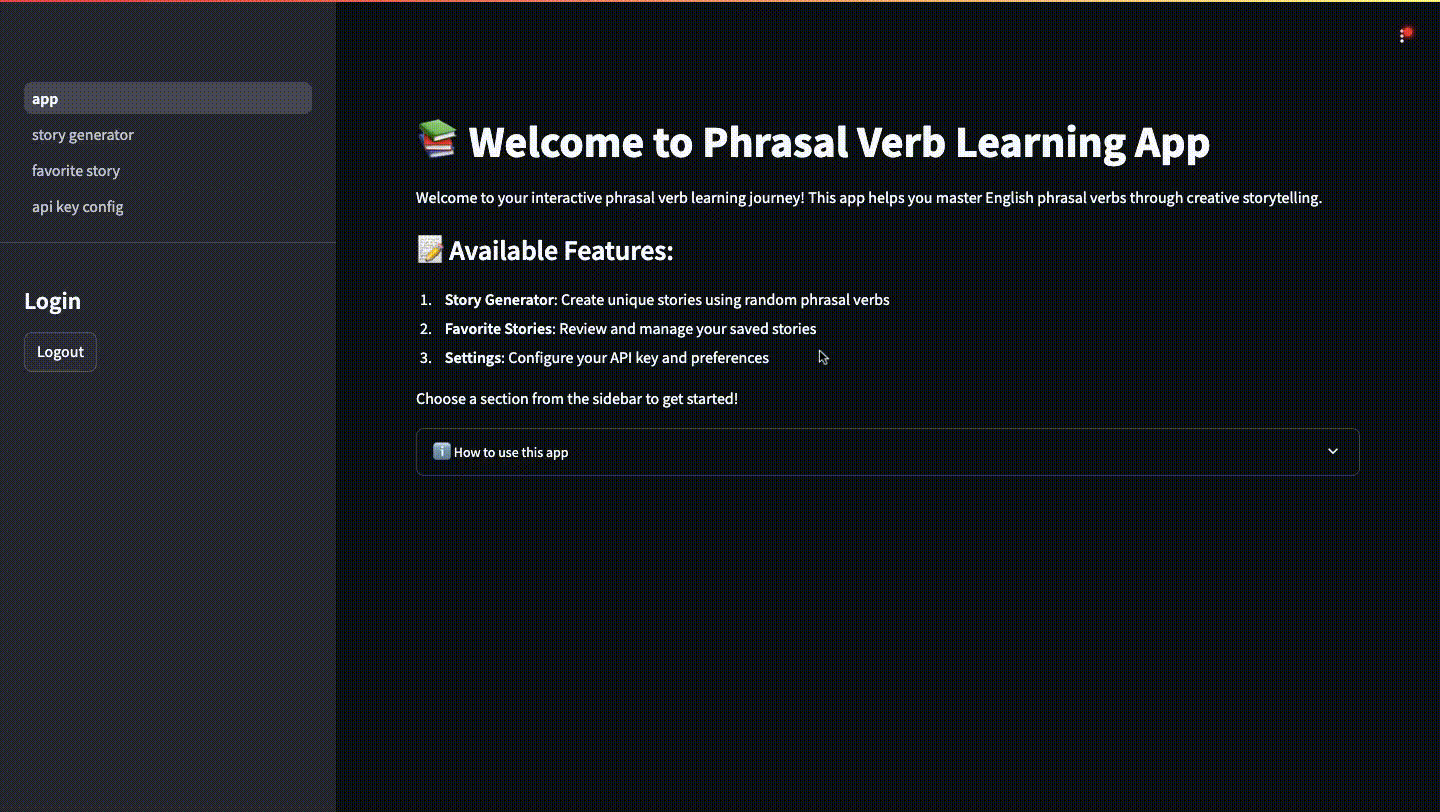 app
story generator
favorite story
api key config
Login
Logout
📚 Welcome to Phrasal Verb Learning App
Welcome to your interactive phrasal verb learning journey! This app helps you master English phrasal verbs through creative storytelling.
📝 Available Features:
1. Story Generator: Create unique stories using random phrasal verbs
2. Favorite Stories: Review and manage your saved stories
3. Settings: Configure your API key and preferences
Choose a section from the sidebar to get started!
ℹ️ How to use this app